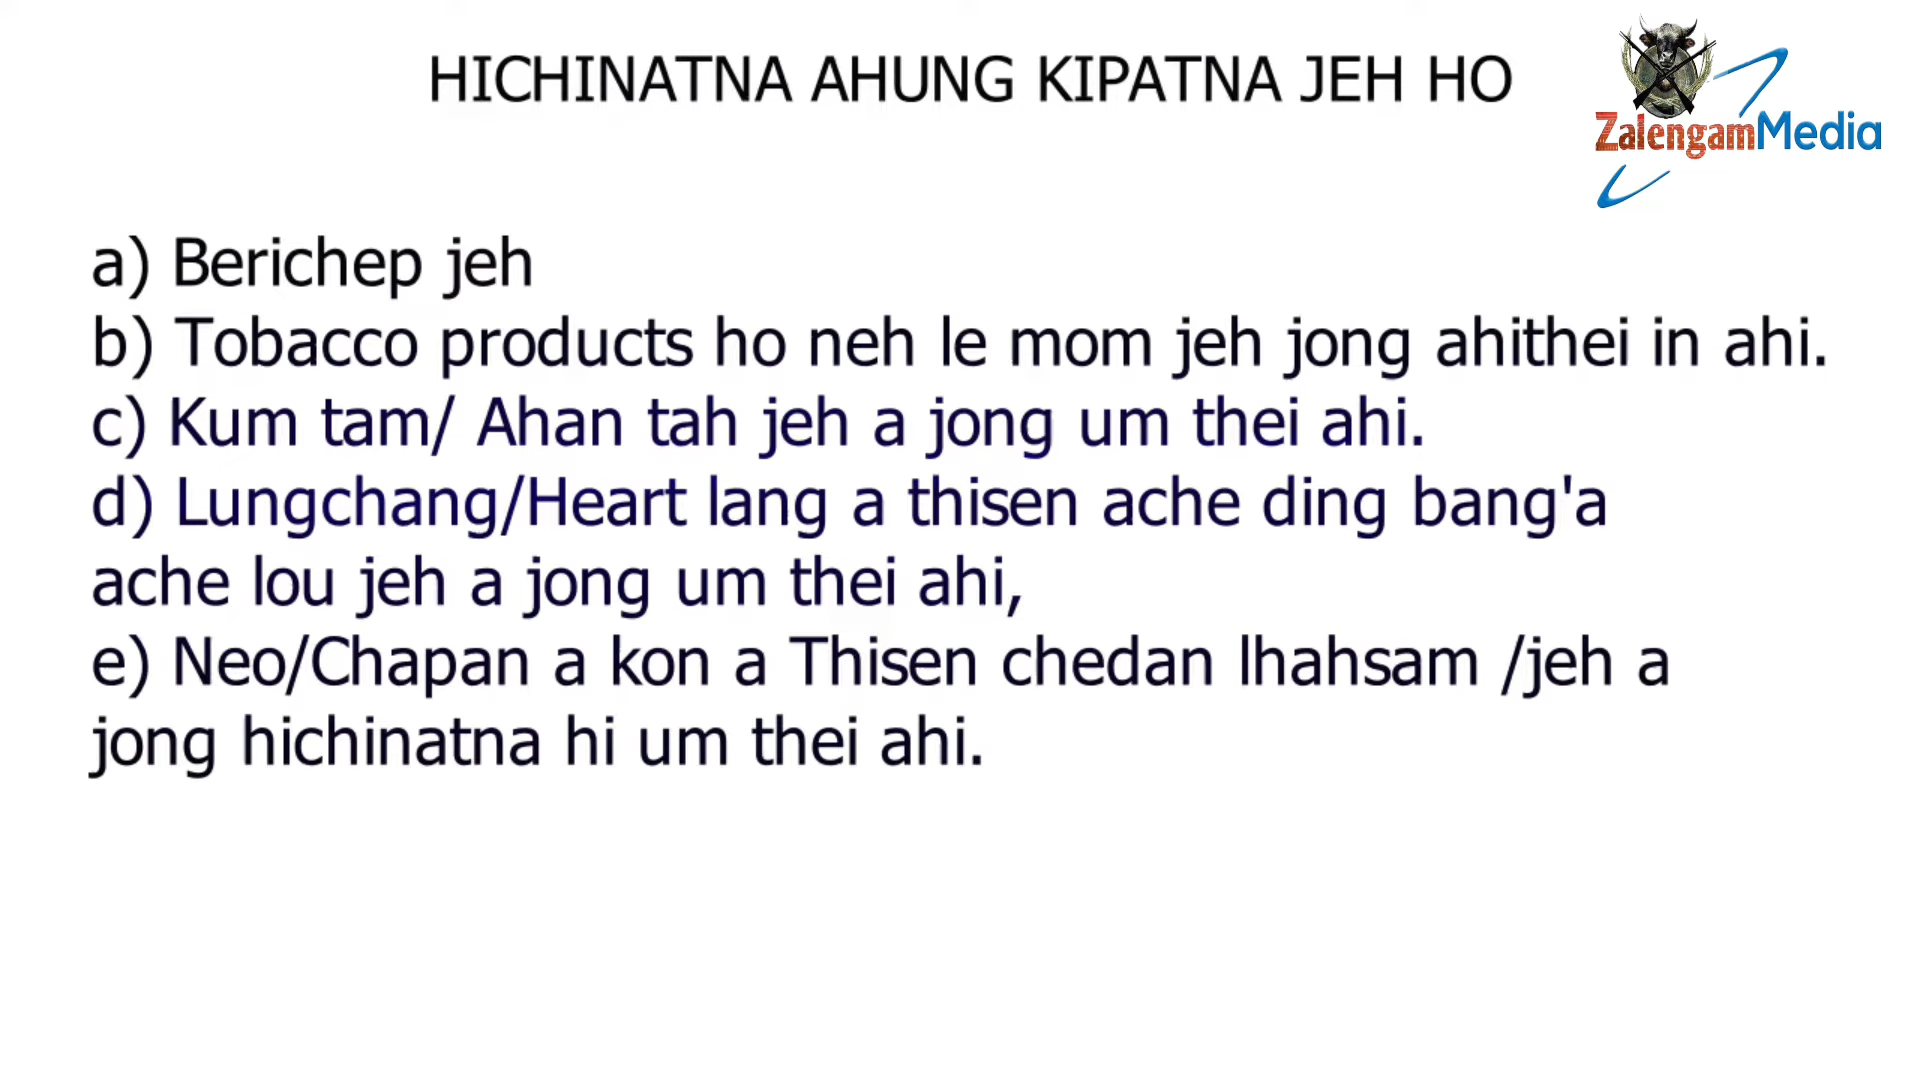 HICHINATNA AHUNG KIPATNA JEH HO
ZalengamMedia
a) Berichep jeh
b) Tobacco products ho neh le mom jeh jong ahithei in ahi.
c) Kum tam/ Ahan tah jeh a jong um thei ahi.
d) Lungchang/Heart lang a thisen ache ding bang'a
ache lou jeh a jong um thei ahi,
e) Neo/Chapan a kon a Thisen chedan lhahsam /jeh a
jong hichinatna hi um thei ahi.